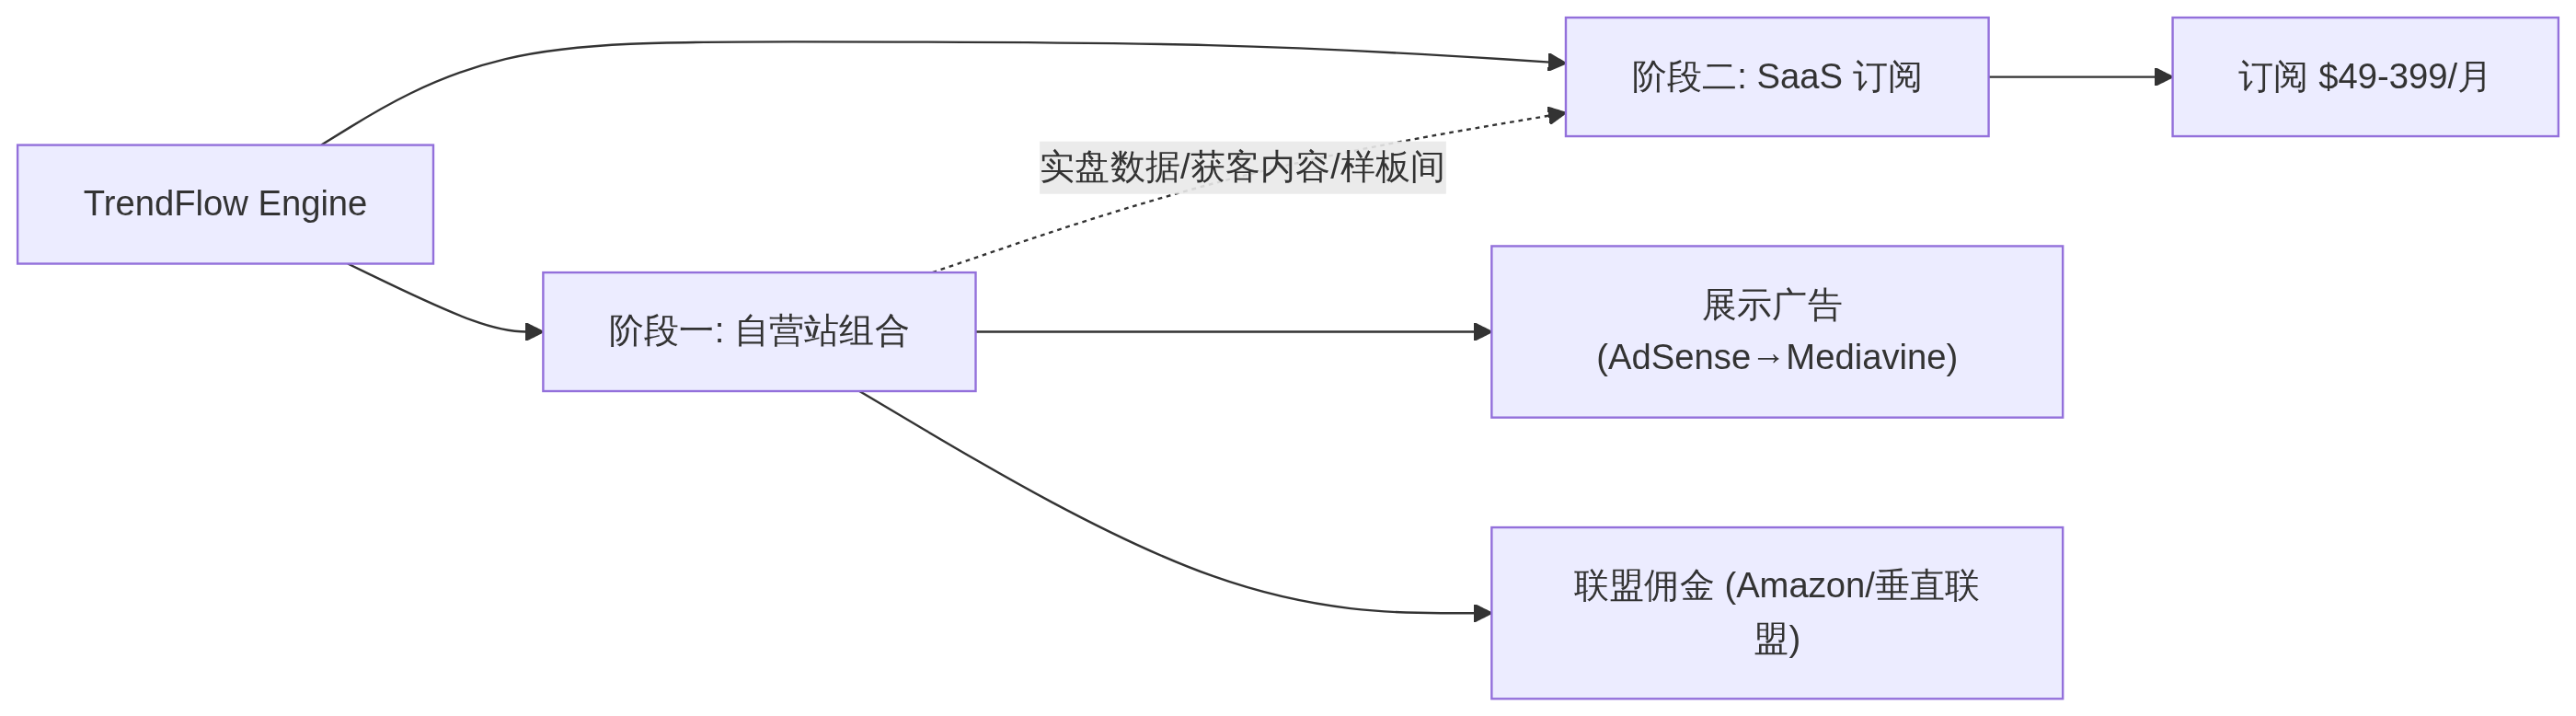 TrendFlow Engine
阶段一: 自营站组合
实盘数据/获客内容/样板间
阶段二: SaaS 订阅
订阅 $49-399/月
展示广告
(AdSense→Mediavine)
联盟佣金 (Amazon/垂直联
盟)